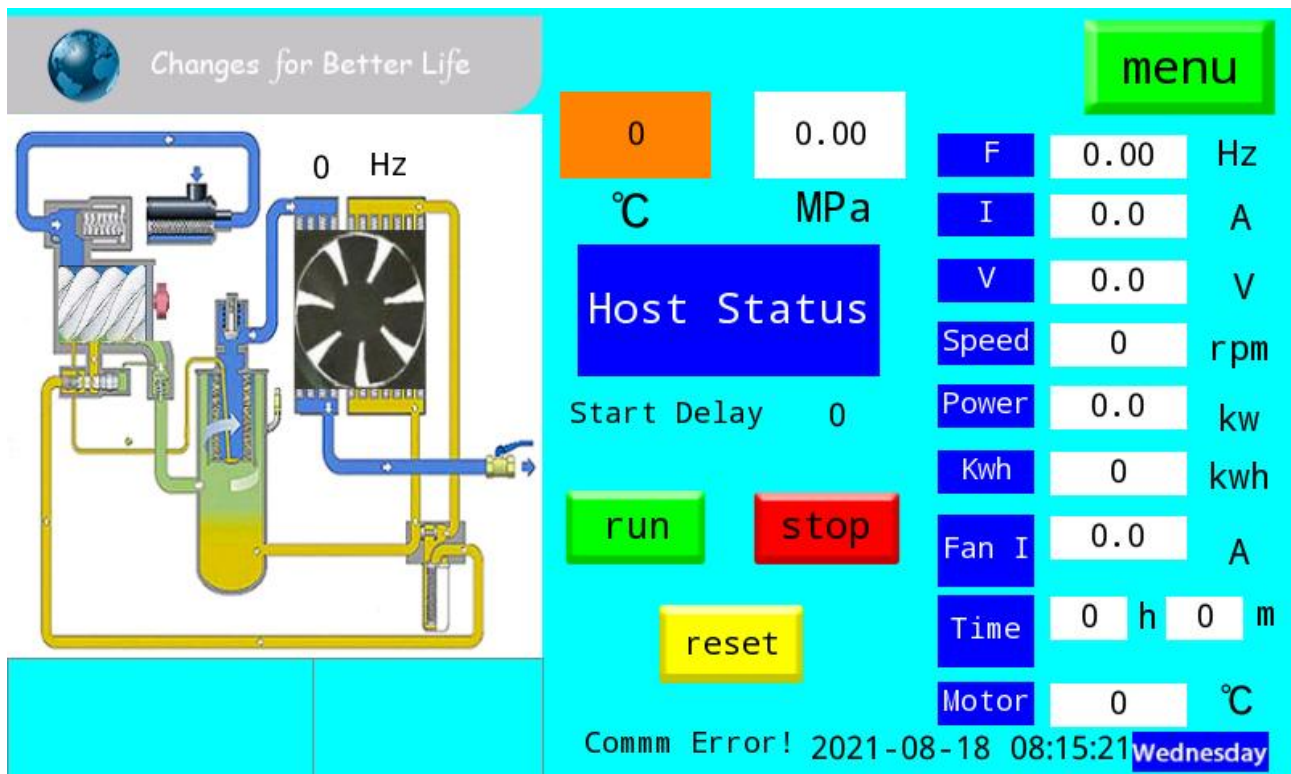 Changes for Better Life
menu
0 Hz
0 0.00
℃ MPa
Host Status
Start Delay 0
run stop
reset
F 0.00 Hz
I 0.0 A
V 0.0 V
Speed 0 rpm
Power 0.0 kw
Kwh 0 kwh
Fan I 0.0 A
Time 0 h 0 m
Motor 0 ℃
Commm Error! 2021-08-18 08:15:21 Wednesday